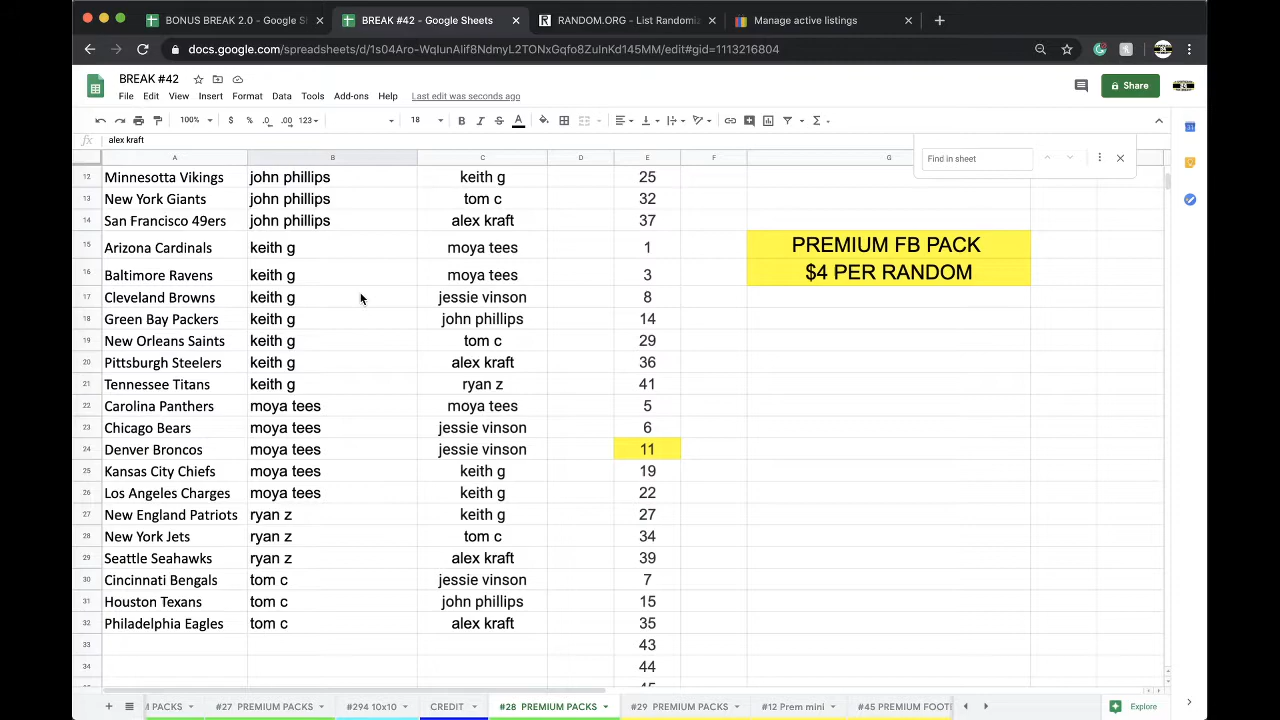 BONUS BREAK 2.0 - Google S
BREAK #42 - Google Sheets
RANDOM.ORG - List Randomiz
Manage active listings
docs.google.com/spreadsheets/d/1s04Aro-WqlunAlif8NdmyL2TONxGqfo8ZuInKd145MM/edit#gid=1113216804
BREAK #42
File Edit View Insert Format Data Tools Add-ons Help Last edit was seconds ago
Share
100% $ % .0 .00 123 18 B I S A
fx alex kraft
Find in sheet
A B C D E F G
12 Minnesotta Vikings john phillips keith g 25
13 New York Giants john phillips tom c 32
14 San Francisco 49ers john phillips alex kraft 37
15 Arizona Cardinals keith g moya tees 1 PREMIUM FB PACK
16 Baltimore Ravens keith g moya tees 3 $4 PER RANDOM
17 Cleveland Browns keith g jessie vinson 8
18 Green Bay Packers keith g john phillips 14
19 New Orleans Saints keith g tom c 29
20 Pittsburgh Steelers keith g alex kraft 36
21 Tennessee Titans keith g ryan z 41
22 Carolina Panthers moya tees moya tees 5
23 Chicago Bears moya tees jessie vinson 6
24 Denver Broncos moya tees jessie vinson 11
25 Kansas City Chiefs moya tees keith g 19
26 Los Angeles Charges moya tees keith g 22
27 New England Patriots ryan z keith g 27
28 New York Jets ryan z tom c 34
29 Seattle Seahawks ryan z alex kraft 39
30 Cincinnati Bengals tom c jessie vinson 7
31 Houston Texans tom c john phillips 15
32 Philadelphia Eagles tom c alex kraft 35
33 43
34 44
M PACKS #27 PREMIUM PACKS #294 10x10 CREDIT #28 PREMIUM PACKS #29 PREMIUM PACKS #12 Prem mini #45 PREMIUM FOOTI Explore